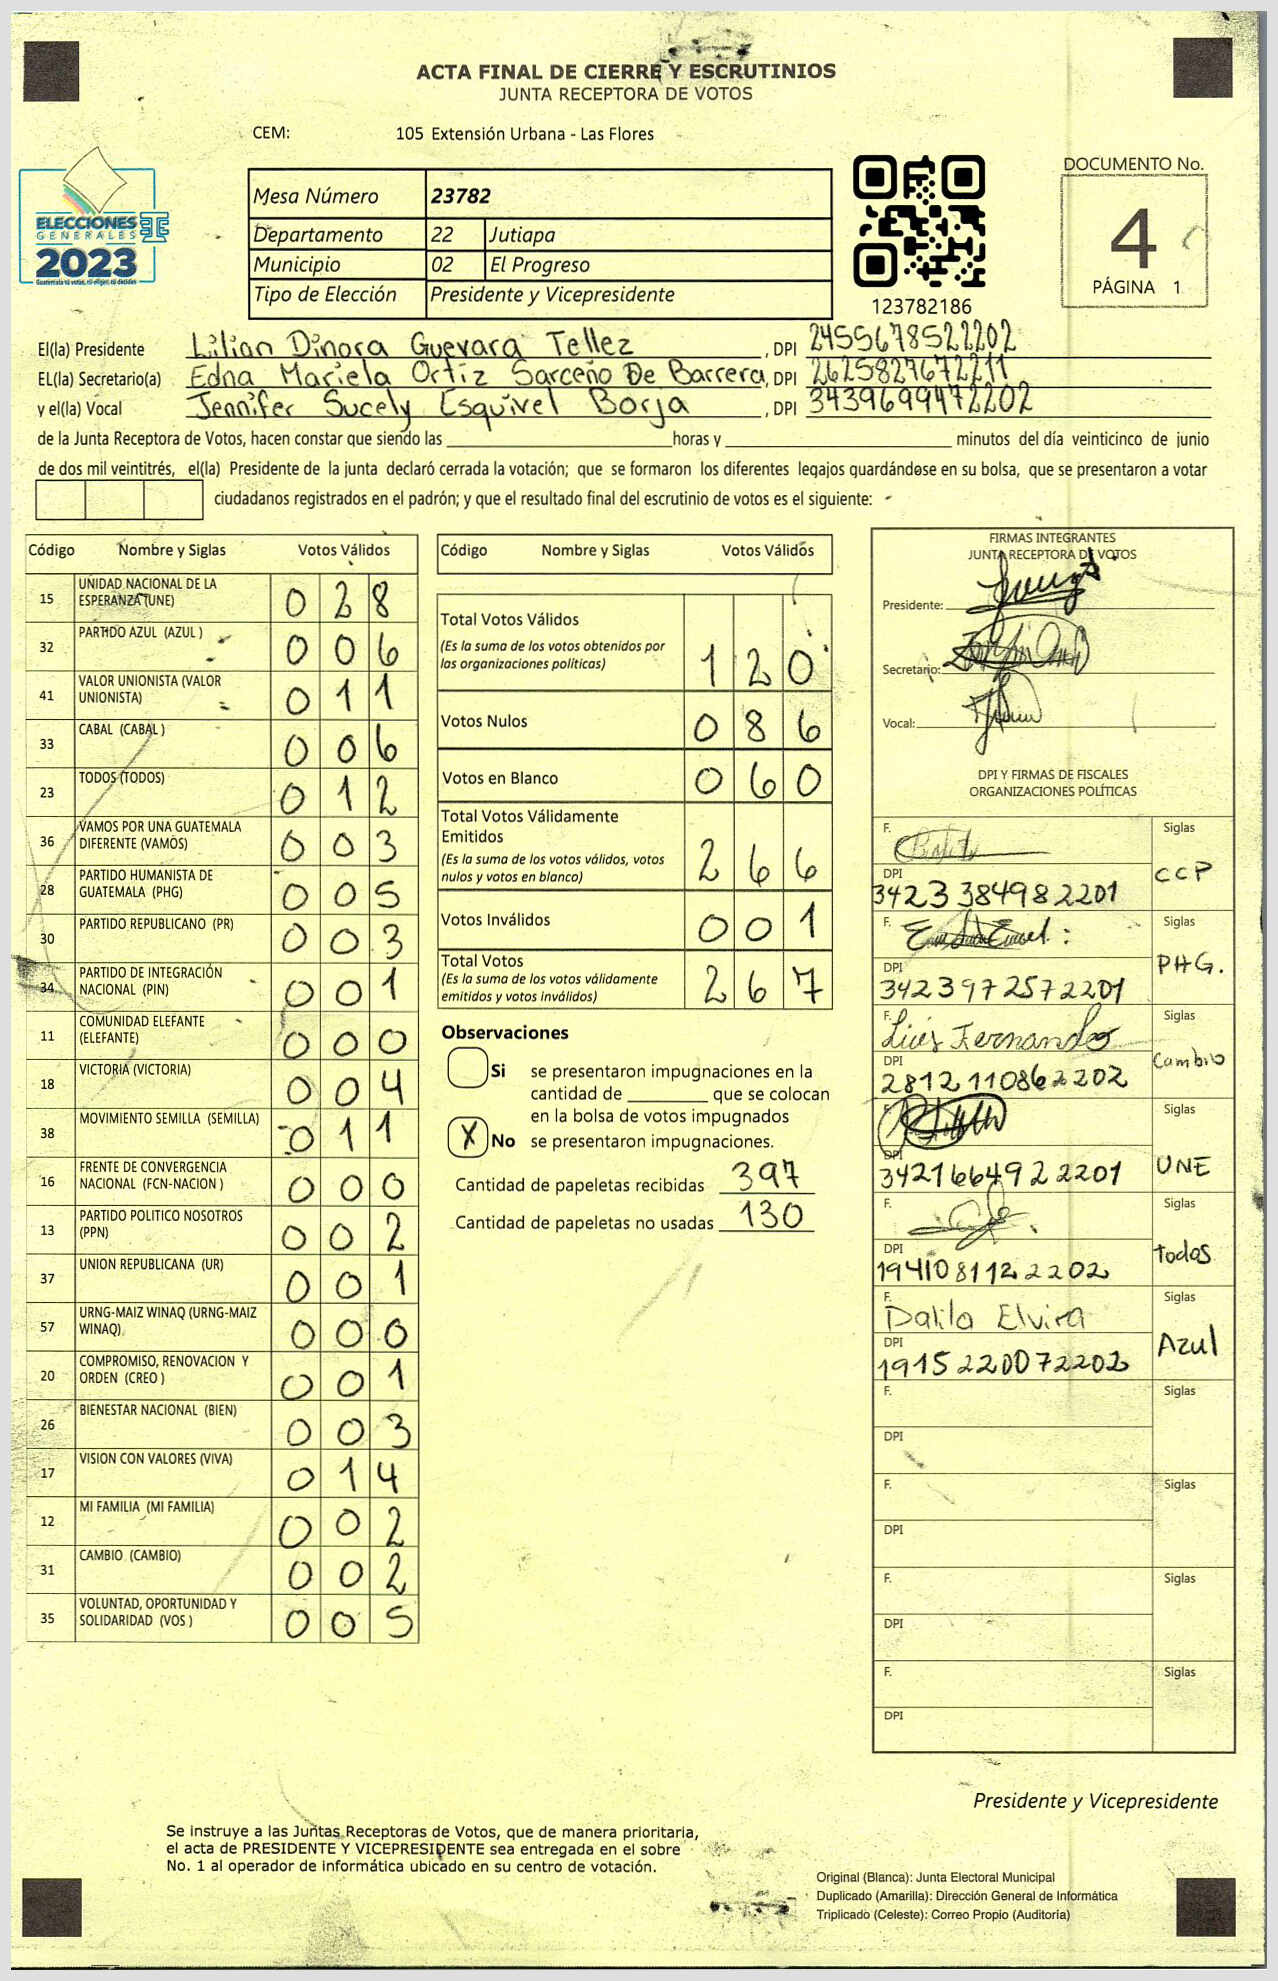 ACTA FINAL DE CIERRE Y ESCRUTINIOS
JUNTA RECEPTORA DE VOTOS
CEM: 105 Extensión Urbana - Las Flores
DOCUMENTO No.
4
PÁGINA 1
ELECCIONES
GENERALES
2023
Mesa Número 23782
Departamento 22 Jutiapa
Municipio 02 El Progreso
Tipo de Elección Presidente y Vicepresidente
123782186
El(la) Presidente Lilian Dinora Guevara Tellez , DPI 2455678522202
EL(la) Secretario(a) Edna Mariela Ortiz Sarceño De Barrera, DPI 2625827672211
y el(la) Vocal Jennifer Sucely Esquivel Borja , DPI 3439699472202
de la Junta Receptora de Votos, hacen constar que siendo las horas y minutos del día veinticinco de junio
de dos mil veintitrés, el(la) Presidente de la junta declaró cerrada la votación; que se formaron los diferentes legajos guardándose en su bolsa, que se presentaron a votar
ciudadanos registrados en el padrón; y que el resultado final del escrutinio de votos es el siguiente:
Código Nombre y Siglas Votos Válidos
15 UNIDAD NACIONAL DE LA ESPERANZA (UNE) 0 2 8
32 PARTIDO AZUL (AZUL ) 0 0 6
41 VALOR UNIONISTA (VALOR UNIONISTA) 0 1 1
33 CABAL (CABAL ) 0 0 6
23 TODOS (TODOS) 0 1 2
36 VAMOS POR UNA GUATEMALA DIFERENTE (VAMOS) 0 0 3
28 PARTIDO HUMANISTA DE GUATEMALA (PHG) 0 0 5
30 PARTIDO REPUBLICANO (PR) 0 0 3
34 PARTIDO DE INTEGRACIÓN NACIONAL (PIN) 0 0 1
11 COMUNIDAD ELEFANTE (ELEFANTE) 0 0 0
18 VICTORIA (VICTORIA) 0 0 4
38 MOVIMIENTO SEMILLA (SEMILLA) 0 1 1
16 FRENTE DE CONVERGENCIA NACIONAL (FCN-NACION ) 0 0 0
13 PARTIDO POLITICO NOSOTROS (PPN) 0 0 2
37 UNION REPUBLICANA (UR) 0 0 1
57 URNG-MAIZ WINAQ (URNG-MAIZ WINAQ) 0 0 0
20 COMPROMISO, RENOVACION Y ORDEN (CREO ) 0 0 1
26 BIENESTAR NACIONAL (BIEN) 0 0 3
17 VISION CON VALORES (VIVA) 0 1 4
12 MI FAMILIA (MI FAMILIA) 0 0 2
31 CAMBIO (CAMBIO) 0 0 2
35 VOLUNTAD, OPORTUNIDAD Y SOLIDARIDAD (VOS ) 0 0 5
Código Nombre y Siglas Votos Válidos
Total Votos Válidos
(Es la suma de los votos obtenidos por
las organizaciones políticas) 1 2 0
Votos Nulos 0 8 6
Votos en Blanco 0 6 0
Total Votos Válidamente
Emitidos
(Es la suma de los votos válidos, votos
nulos y votos en blanco) 2 6 6
Votos Inválidos 0 0 1
Total Votos
(Es la suma de los votos válidamente
emitidos y votos inválidos) 2 6 7
Observaciones
Si se presentaron impugnaciones en la
cantidad de que se colocan
en la bolsa de votos impugnados
X No se presentaron impugnaciones.
Cantidad de papeletas recibidas 397
Cantidad de papeletas no usadas 130
FIRMAS INTEGRANTES
JUNTA RECEPTORA DE VOTOS
Presidente:
Secretario:
Vocal:
DPI Y FIRMAS DE FISCALES
ORGANIZACIONES POLÍTICAS
F. Siglas
DPI CCP
3423384982201
F. Siglas
DPI PHG.
3423972572201
F. Luis Fernando Siglas
DPI Cambio
2812110862202
F. Siglas
DPI UNE
3421664922201
F. Siglas
DPI todos
1941081122202
F. Dalila Elvira Siglas
DPI Azul
1915220072202
F. Siglas
DPI
F. Siglas
DPI
F. Siglas
DPI
F. Siglas
DPI
Presidente y Vicepresidente
Se instruye a las Juntas Receptoras de Votos, que de manera prioritaria,
el acta de PRESIDENTE Y VICEPRESIDENTE sea entregada en el sobre
No. 1 al operador de informática ubicado en su centro de votación.
Original (Blanca): Junta Electoral Municipal
Duplicado (Amarilla): Dirección General de Informática
Triplicado (Celeste): Correo Propio (Auditoría)